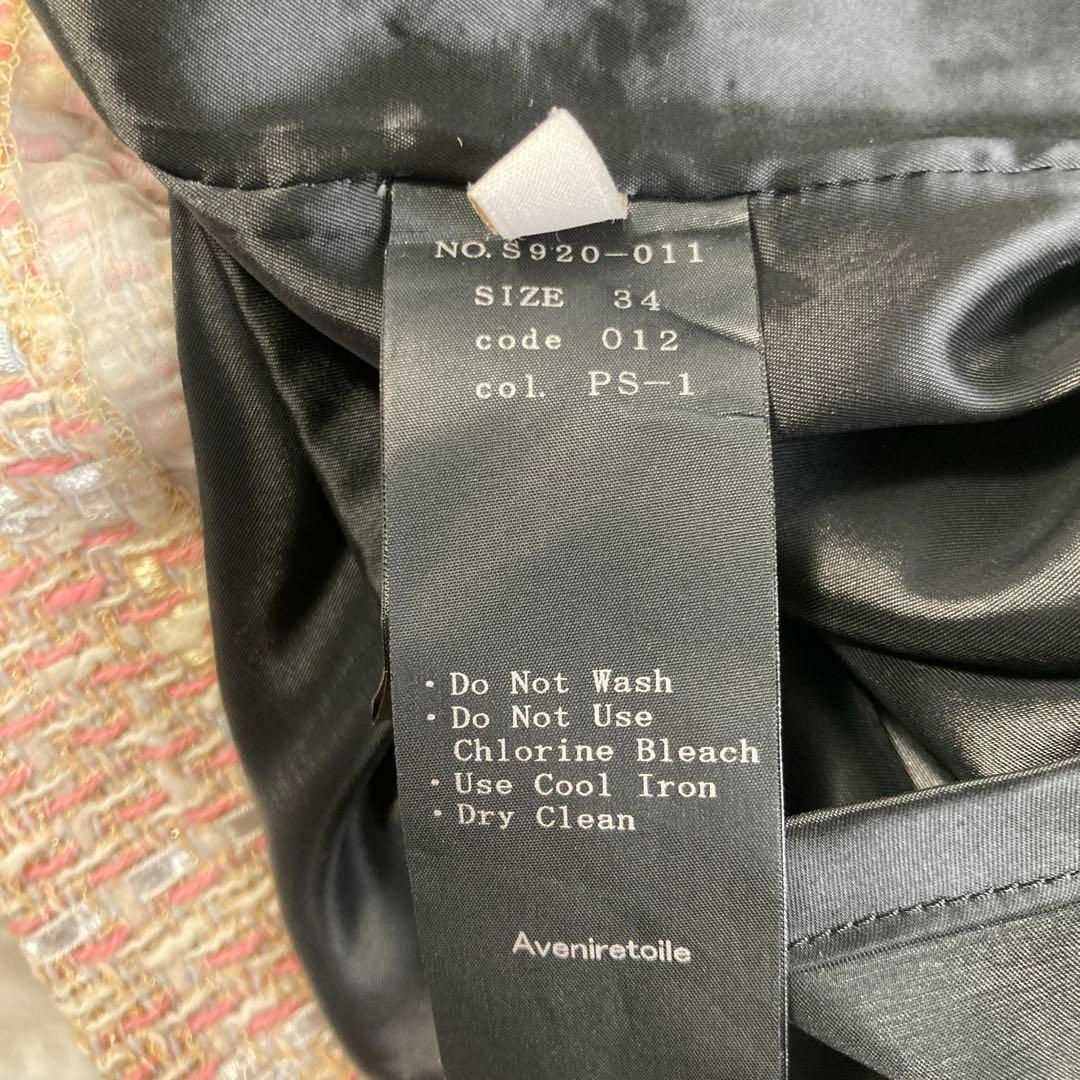 NO. S920-011
SIZE 34
code 012
col. PS-1
・Do Not Wash
・Do Not Use
Chlorine Bleach
・Use Cool Iron
・Dry Clean
Aveniretoile